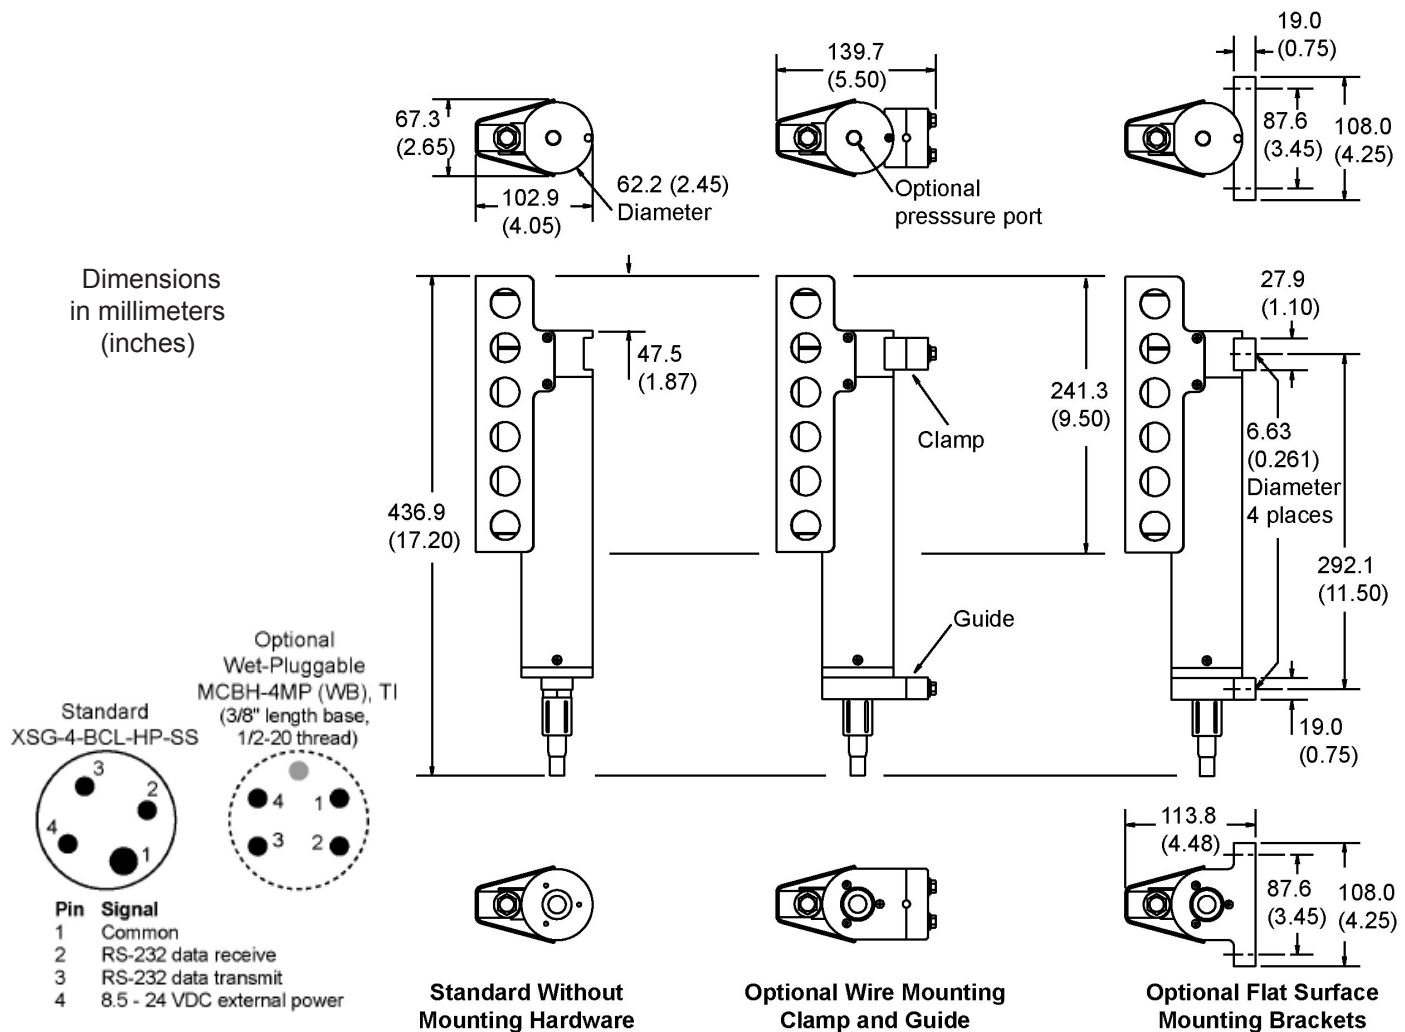 19.0
(0.75)
139.7
(5.50)
67.3
(2.65)
87.6
(3.45)
108.0
(4.25)
62.2 (2.45)
Diameter
102.9
(4.05)
Optional
presssure port
Dimensions
in millimeters
(inches)
27.9
(1.10)
47.5
(1.87)
241.3
(9.50)
Clamp
6.63
(0.261)
Diameter
4 places
436.9
(17.20)
292.1
(11.50)
Guide
19.0
(0.75)
Optional
Wet-Pluggable
MCBH-4MP (WB), TI
(3/8" length base,
1/2-20 thread)
4
1
3
2
Standard
XSG-4-BCL-HP-SS
3
2
4
1
113.8
(4.48)
87.6
(3.45)
108.0
(4.25)
Pin Signal
1 Common
2 RS-232 data receive
3 RS-232 data transmit
4 8.5 - 24 VDC external power
Standard Without
Mounting Hardware
Optional Wire Mounting
Clamp and Guide
Optional Flat Surface
Mounting Brackets